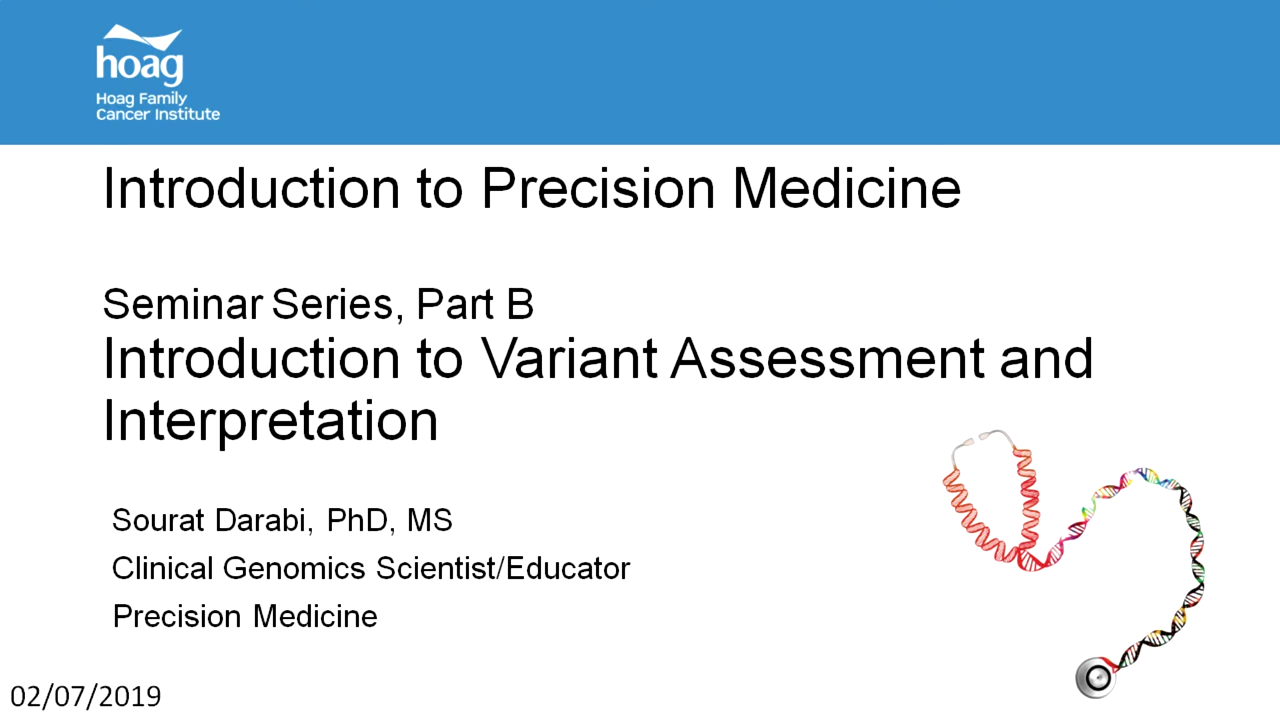 hoag
Hoag Family
Cancer Institute
Introduction to Precision Medicine
Seminar Series, Part B
Introduction to Variant Assessment and
Interpretation
Sourat Darabi, PhD, MS
Clinical Genomics Scientist/Educator
Precision Medicine
02/07/2019